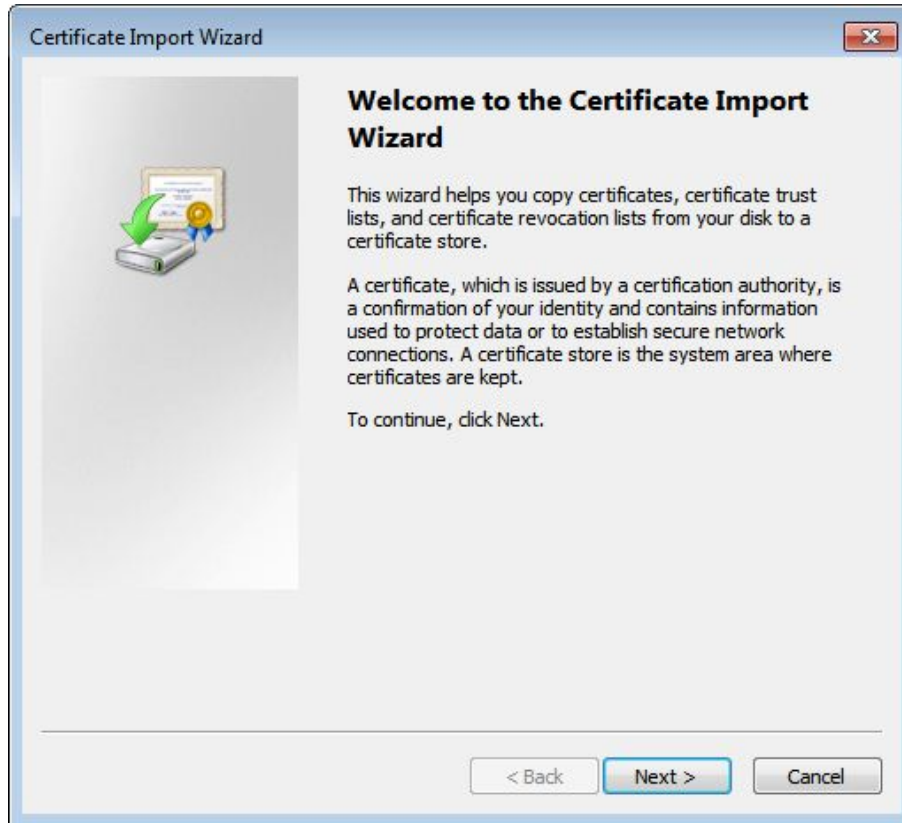 Certificate Import Wizard
Welcome to the Certificate Import
Wizard
This wizard helps you copy certificates, certificate trust
lists, and certificate revocation lists from your disk to a
certificate store.
A certificate, which is issued by a certification authority, is
a confirmation of your identity and contains information
used to protect data or to establish secure network
connections. A certificate store is the system area where
certificates are kept.
To continue, click Next.
< Back Next > Cancel